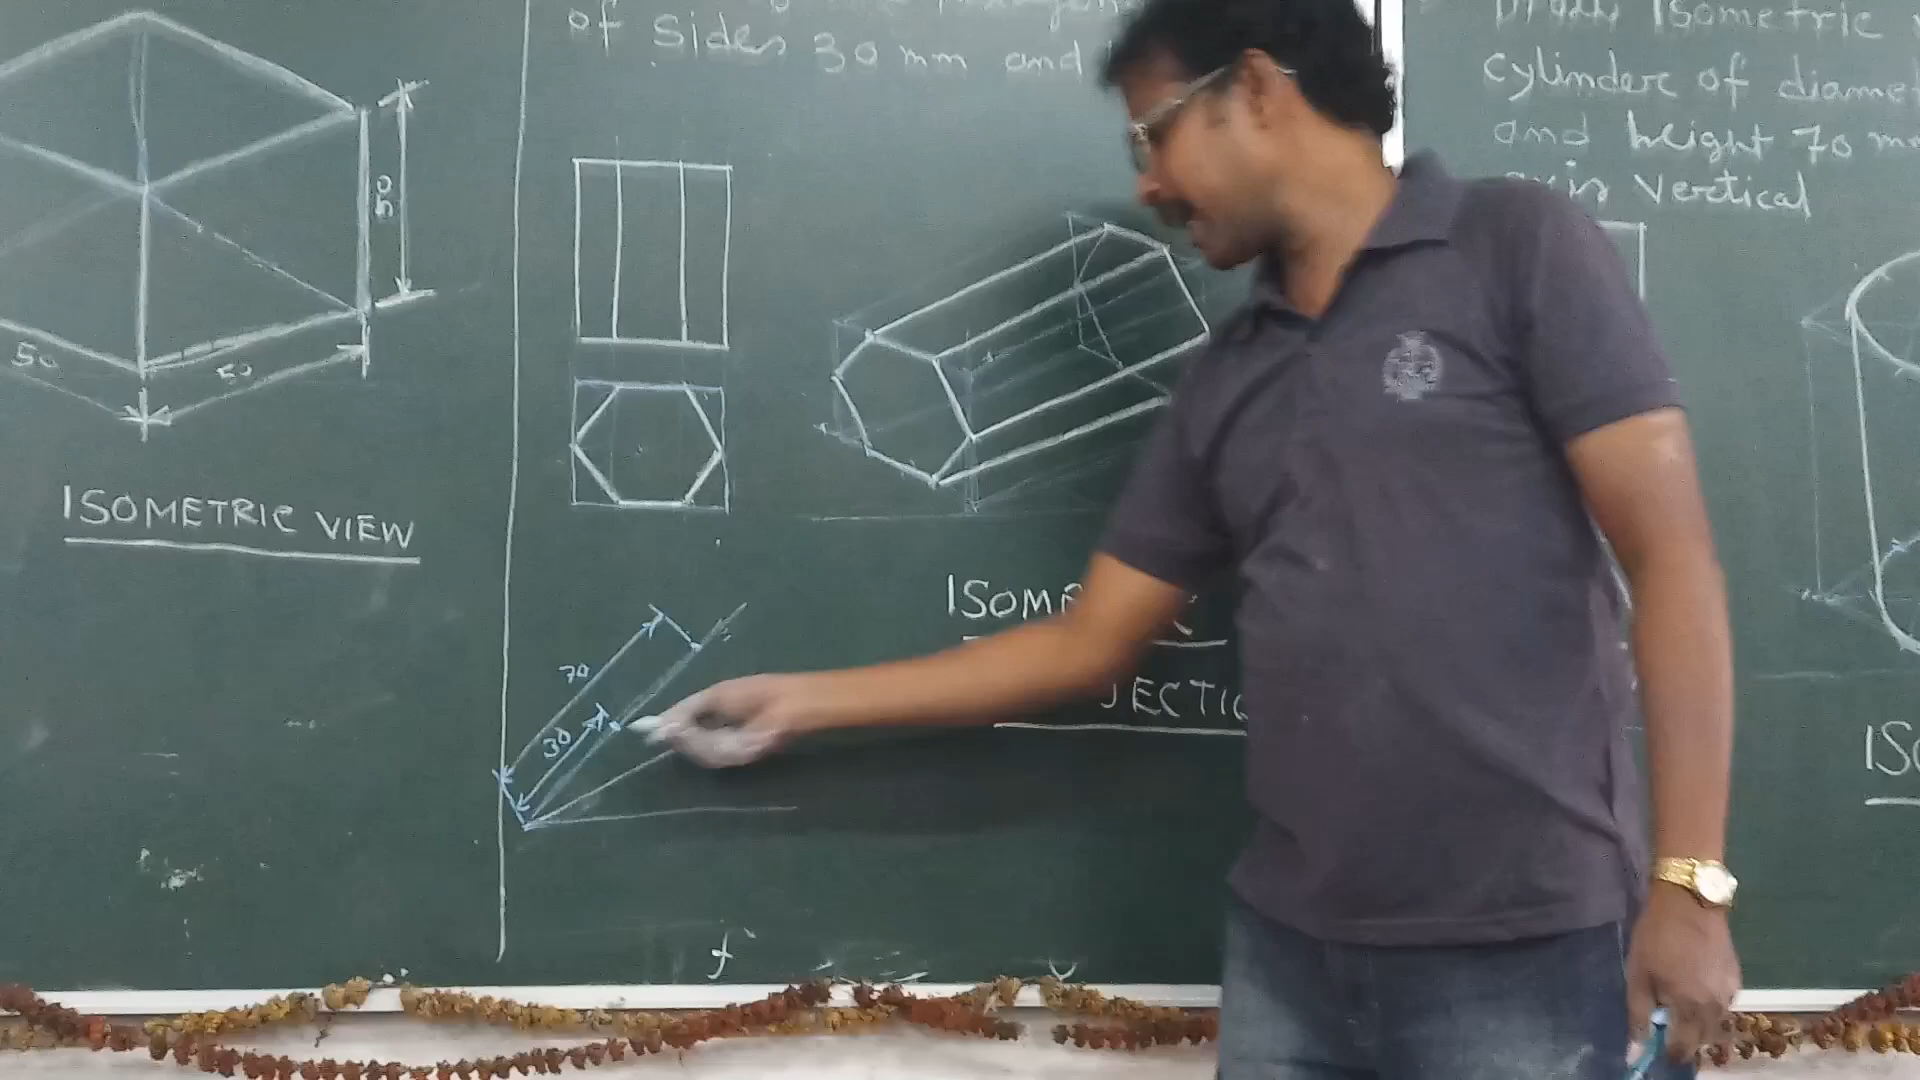 50
50
50
ISOMETRIC VIEW
of sides 30 mm and
70
30
ISOM
JECTIO
Draw Isometric
cylinder of diamet
and height 70 m
axis vertical
ISO
f